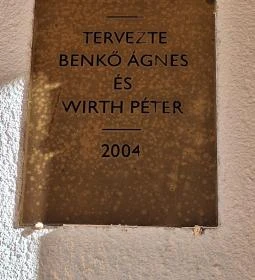 TERVEZTE
BENKŐ ÁGNES
ÉS
WIRTH PÉTER
2004